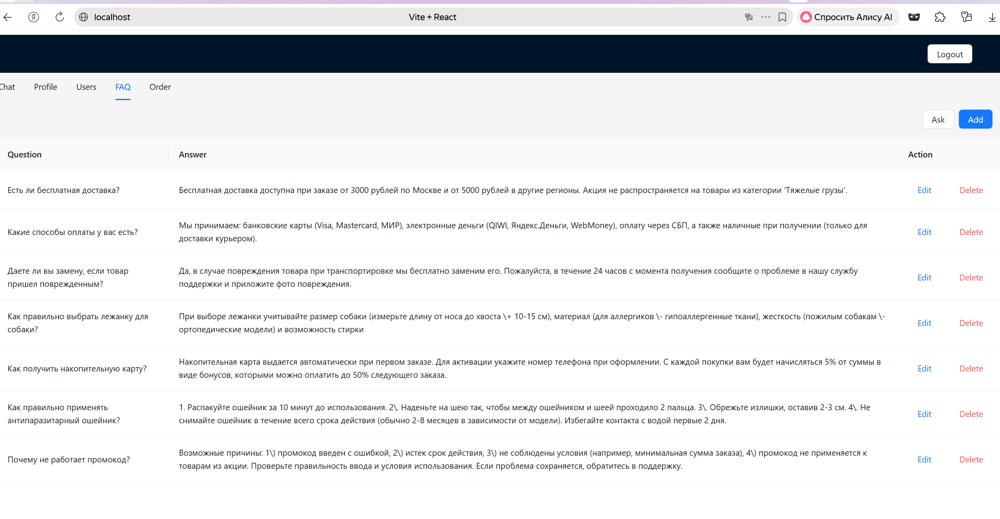 localhost
Vite + React
Спросить Алису AI
Logout
Chat Profile Users FAQ Order
Ask Add
Question Answer Action
Есть ли бесплатная доставка?
Бесплатная доставка доступна при заказе от 3000 рублей по Москве и от 5000 рублей в другие регионы. Акция не распространяется на товары из категории 'Тяжелые грузы'.
Edit Delete
Какие способы оплаты у вас есть?
Мы принимаем: банковские карты (Visa, Mastercard, МИР), электронные деньги (QIWI, Яндекс.Деньги, WebMoney), оплату через СБП, а также наличные при получении (только для
доставки курьером).
Edit Delete
Даете ли вы замену, если товар
пришел поврежденным?
Да, в случае повреждения товара при транспортировке мы бесплатно заменим его. Пожалуйста, в течение 24 часов с момента получения сообщите о проблеме в нашу службу
поддержки и приложите фото повреждения.
Edit Delete
Как правильно выбрать лежанку для
собаки?
При выборе лежанки учитывайте размер собаки (измерьте длину от носа до хвоста \+ 10-15 см), материал (для аллергиков \- гипоаллергенные ткани), жесткость (пожилым собакам \-
ортопедические модели) и возможность стирки
Edit Delete
Как получить накопительную карту?
Накопительная карта выдается автоматически при первом заказе. Для активации укажите номер телефона при оформлении. С каждой покупки вам будет начисляться 5% от суммы в
виде бонусов, которыми можно оплатить до 50% следующего заказа.
Edit Delete
Как правильно применять
антипаразитарный ошейник?
1. Распакуйте ошейник за 10 минут до использования. 2\. Наденьте на шею так, чтобы между ошейником и шеей проходило 2 пальца. 3\. Обрежьте излишки, оставив 2-3 см. 4\. Не
снимайте ошейник в течение всего срока действия (обычно 2-8 месяцев в зависимости от модели). Избегайте контакта с водой первые 2 дня.
Edit Delete
Почему не работает промокод?
Возможные причины: 1\) промокод введен с ошибкой, 2\) истек срок действия, 3\) не соблюдены условия (например, минимальная сумма заказа), 4\) промокод не применяется к
товарам из акции. Проверьте правильность ввода и условия использования. Если проблема сохраняется, обратитесь в поддержку.
Edit Delete